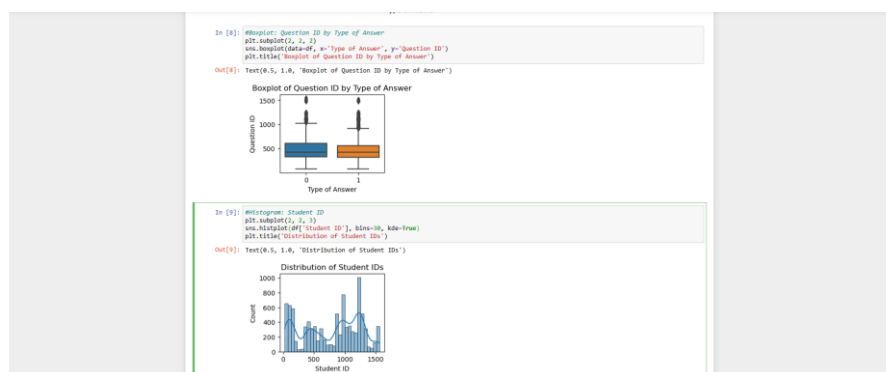 In [8]: #Boxplot: Question ID by Type of Answer
plt.subplot(2, 2, 2)
sns.boxplot(data=df, x='Type of Answer', y='Question ID')
plt.title('Boxplot of Question ID by Type of Answer')
Out[8]: Text(0.5, 1.0, 'Boxplot of Question ID by Type of Answer')
Boxplot of Question ID by Type of Answer
1500
1000
500
Question ID
0 1
Type of Answer
In [9]: #Histogram: Student ID
plt.subplot(2, 2, 3)
sns.histplot(df['Student ID'], bins=30, kde=True)
plt.title('Distribution of Student IDs')
Out[9]: Text(0.5, 1.0, 'Distribution of Student IDs')
Distribution of Student IDs
1000
800
600
400
200
0
Count
0 500 1000 1500
Student ID